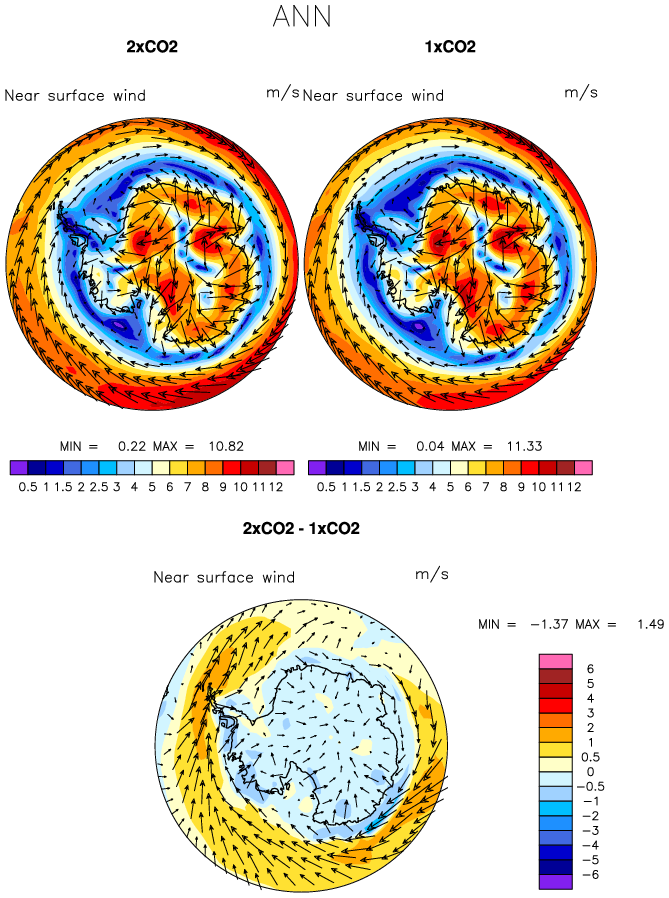 ANN
2xCO2 1xCO2
Near surface wind m/s Near surface wind m/s
MIN = 0.22 MAX = 10.82 MIN = 0.04 MAX = 11.33
0.5 1 1.5 2 2.5 3 4 5 6 7 8 9 10 11 12 0.5 1 1.5 2 2.5 3 4 5 6 7 8 9 10 11 12
2xCO2 - 1xCO2
Near surface wind m/s
MIN = -1.37 MAX = 1.49
6
5
4
3
2
1
0.5
0
-0.5
-1
-2
-3
-4
-5
-6